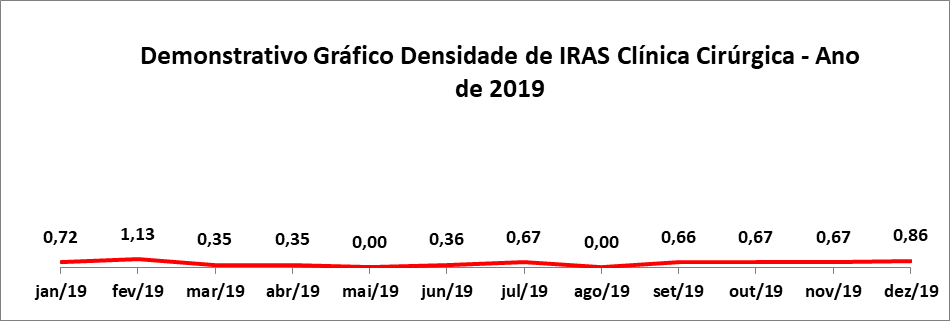 Demonstrativo Gráfico Densidade de IRAS Clínica Cirúrgica - Ano
de 2019
0,72 1,13 0,35 0,35 0,00 0,36 0,67 0,00 0,66 0,67 0,67 0,86
jan/19 fev/19 mar/19 abr/19 mai/19 jun/19 jul/19 ago/19 set/19 out/19 nov/19 dez/19